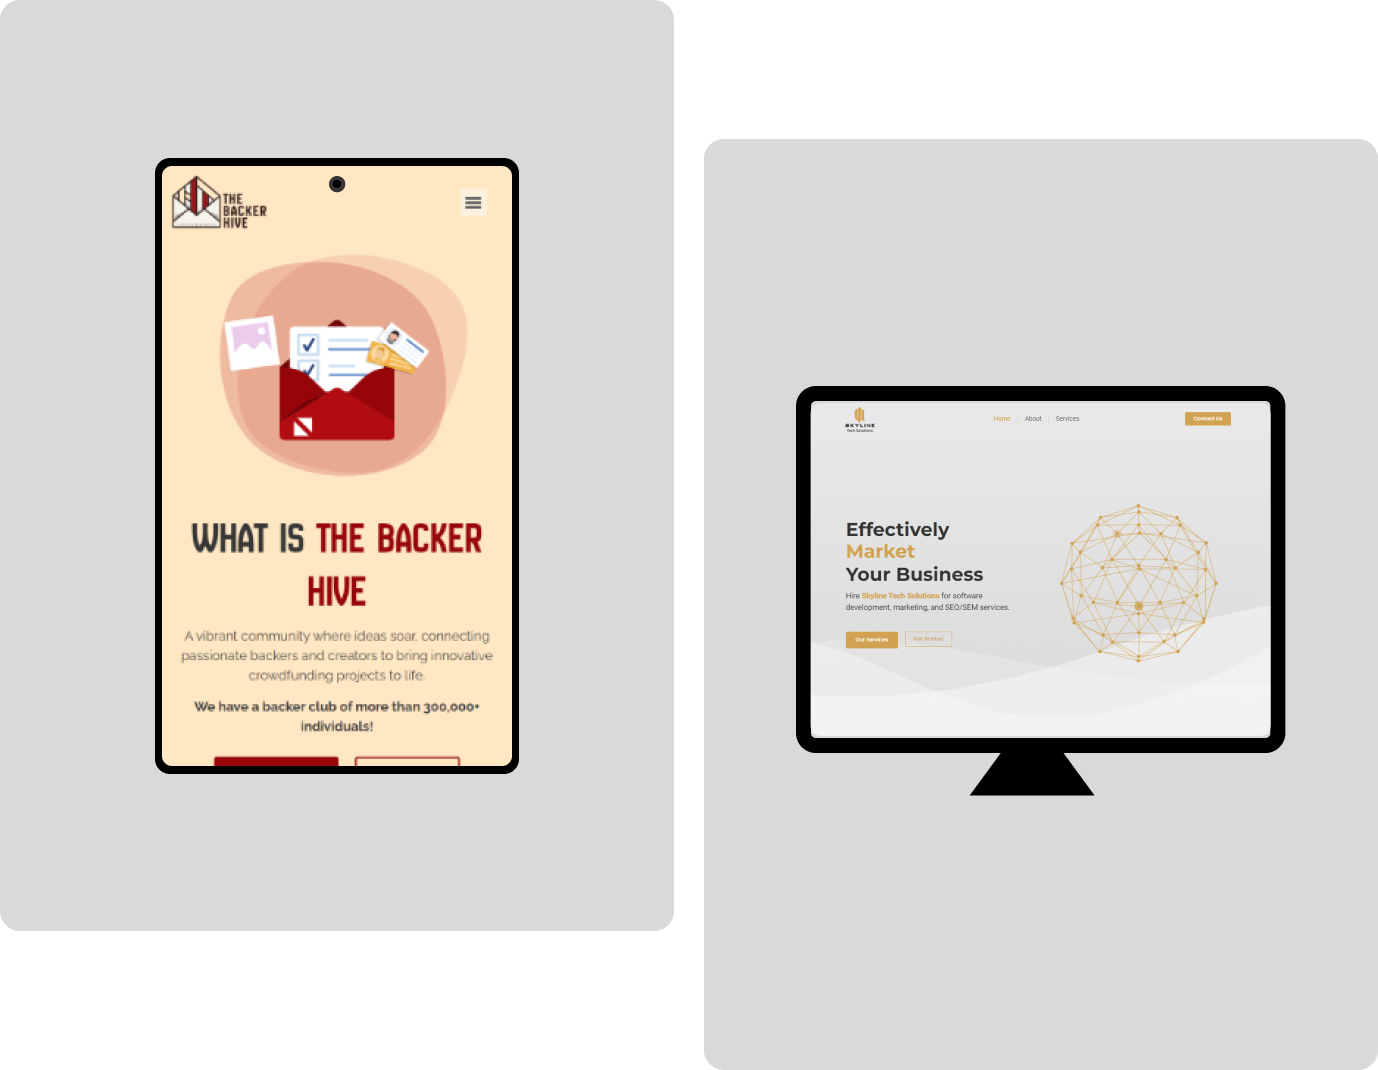 THE
BACKER
HIVE
WHAT IS THE BACKER
HIVE
A vibrant community where ideas soar, connecting
passionate backers and creators to bring innovative
crowdfunding projects to life.
We have a backer club of more than 300,000+
individuals!
SKYLINE
Tech Solutions
Home | About | Services
Contact Us
Effectively
Market
Your Business
Hire Skyline Tech Solutions for software
development, marketing, and SEO/SEM services.
Our Services
Get Started